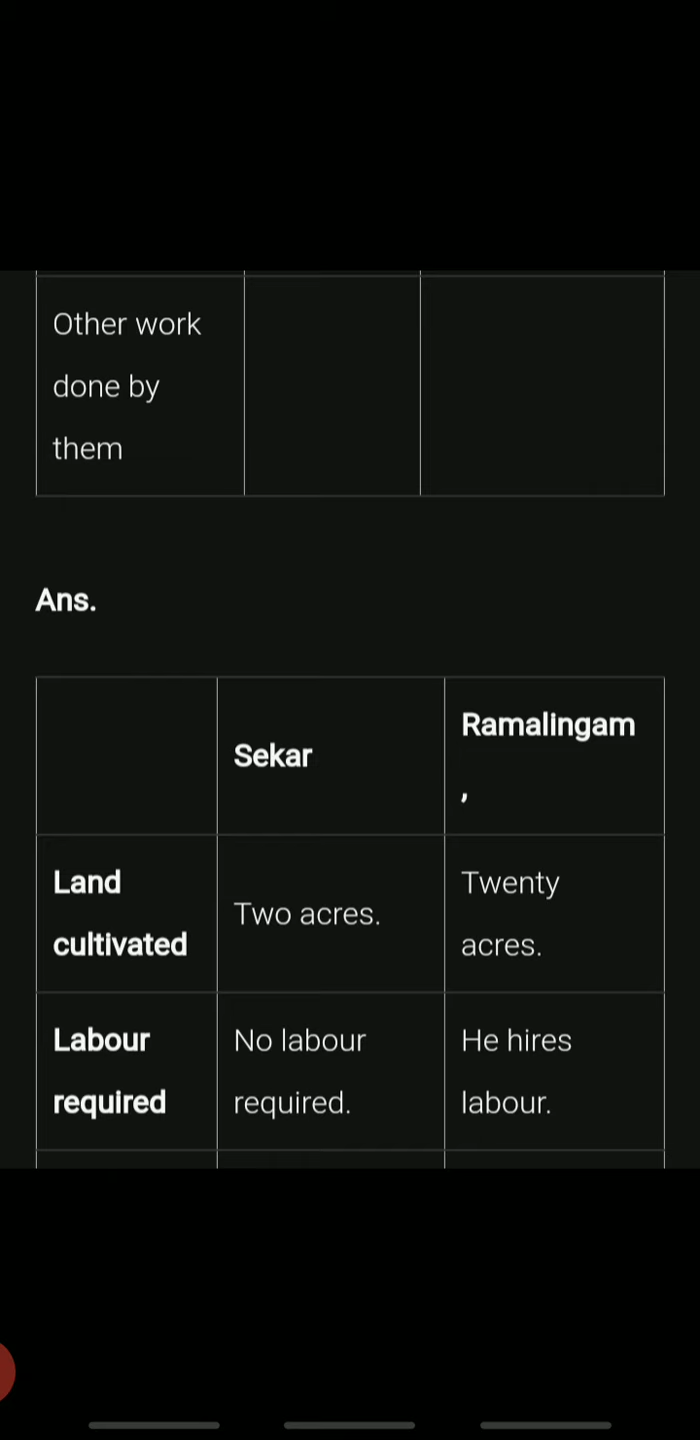 Other work
done by
them
Ans.
Sekar
Ramalingam
,
Land
cultivated
Two acres.
Twenty
acres.
Labour
required
No labour
required.
He hires
labour.